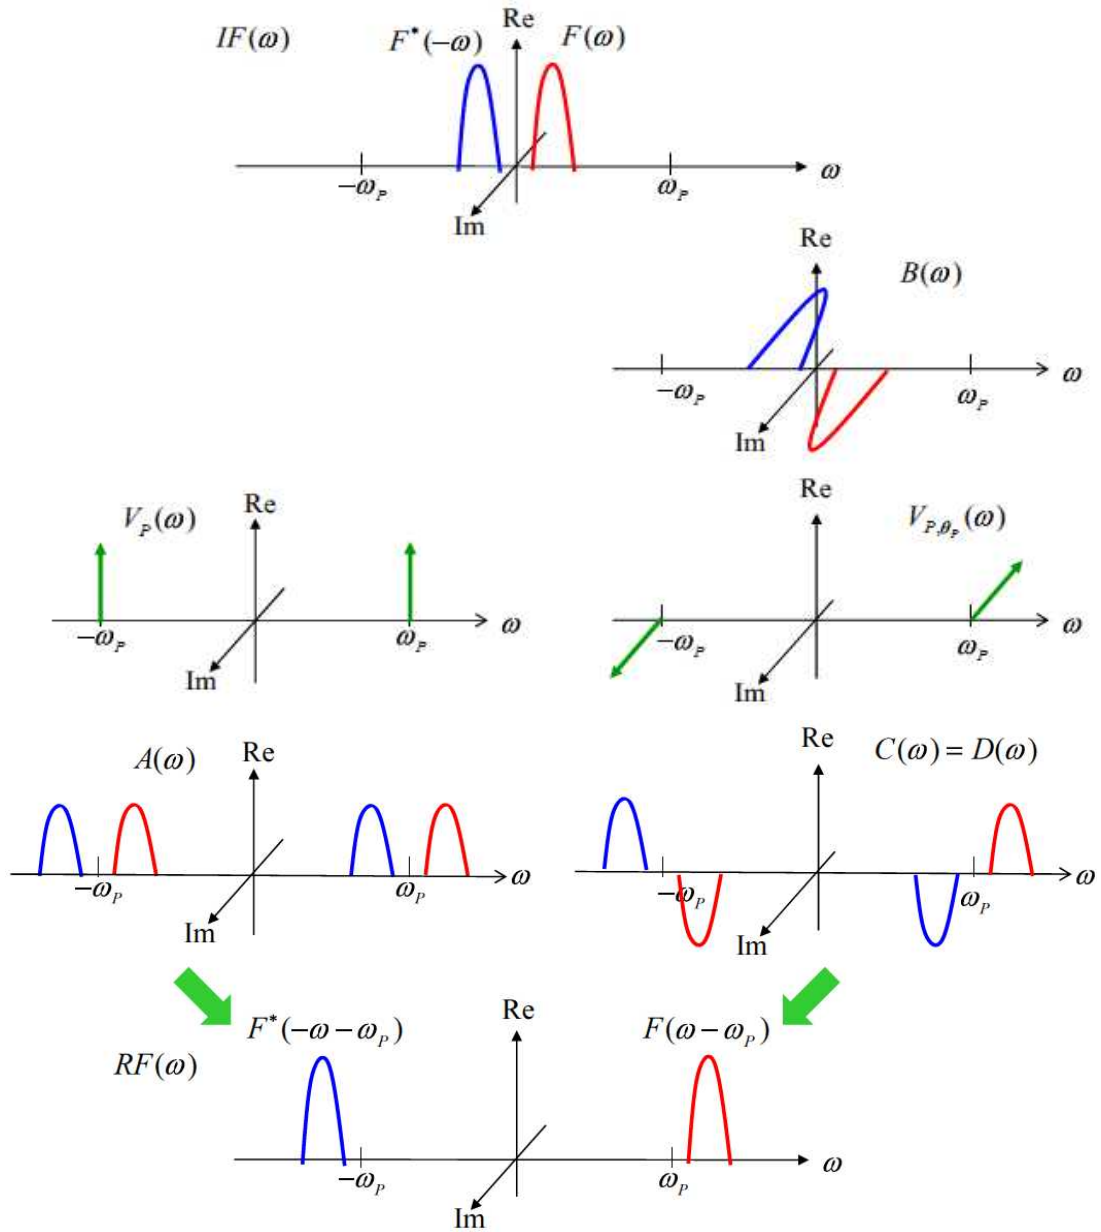 Re
IF(ω) F*(-ω) F(ω)
-ω_P ω_P ω
Im
Re
B(ω)
-ω_P ω_P ω
Im
Re
V_P(ω)
-ω_P ω_P ω
Im
Re
V_{P,θ_P}(ω)
-ω_P ω_P ω
Im
Re
A(ω)
-ω_P ω_P ω
Im
Re
C(ω) = D(ω)
-ω_P ω_P ω
Im
Re
F*(-ω-ω_P) F(ω-ω_P)
RF(ω)
-ω_P ω_P ω
Im